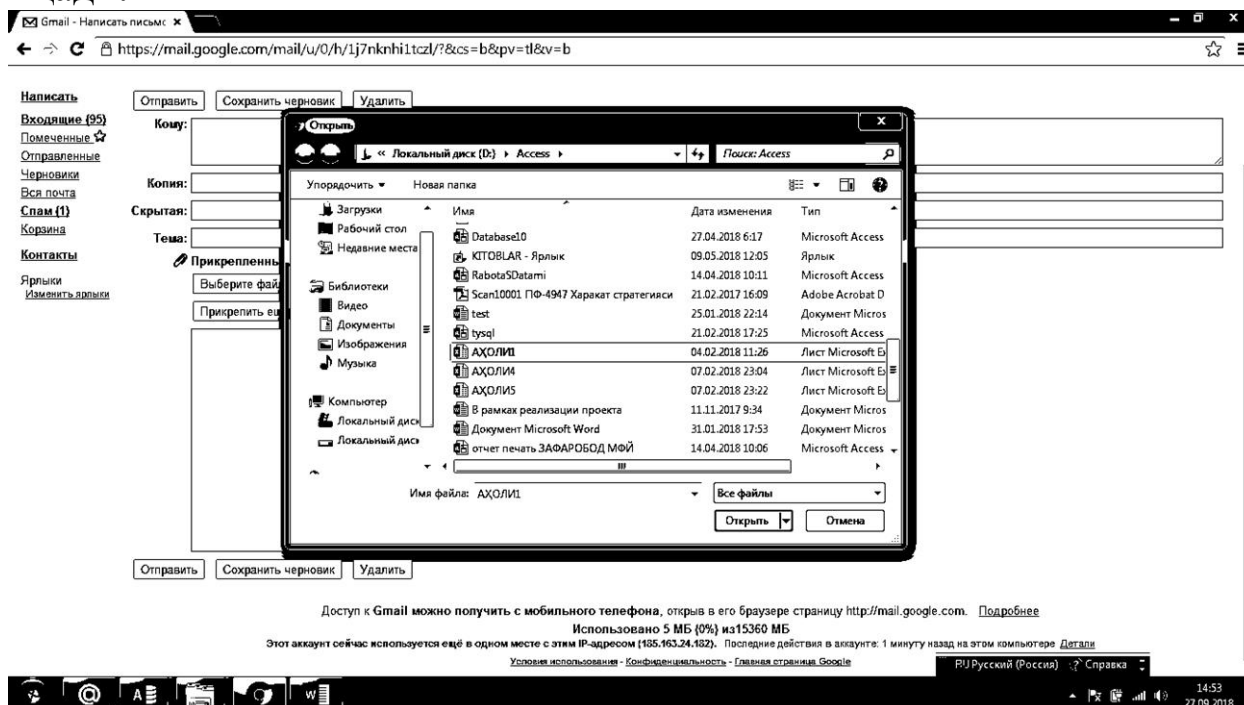 Gmail - Написать письмс
https://mail.google.com/mail/u/0/h/1j7nknhi1tczl/?&cs=b&pv=tl&v=b
Написать
Отправить Сохранить черновик Удалить
Входящие (95)
Кому:
Помеченные
Отправленные
Черновики
Копия:
Вся почта
Спам (1)
Скрытая:
Корзина
Тема:
Контакты
Прикрепленнь
Ярлыки
Изменить ярлыки
Выберите фай
Прикрепить ещ
Открыть
« Локальный диск (D:) Access
Поиск: Access
Упорядочить Новая папка
Загрузки
Рабочий стол
Недавние места
Библиотеки
Видео
Документы
Изображения
Музыка
Компьютер
Локальный диск
Локальный диск
Имя Дата изменения Тип
Database10 27.04.2018 6:17 Microsoft Access
KITOBLAR - Ярлык 09.05.2018 12:05 Ярлык
RabotaSDatami 14.04.2018 10:11 Microsoft Access
Scan10001 ПФ-4947 Харакат стратегияси 21.02.2017 16:09 Adobe Acrobat D
test 25.01.2018 22:14 Документ Micros
tysql 21.02.2018 17:25 Microsoft Access
АҲОЛИ1 04.02.2018 11:26 Лист Microsoft Ex
АҲОЛИ4 07.02.2018 23:04 Лист Microsoft Ex
АҲОЛИ5 07.02.2018 23:22 Лист Microsoft Ex
В рамках реализации проекта 11.11.2017 9:34 Документ Micros
Документ Microsoft Word 31.01.2018 17:53 Документ Micros
отчет печать ЗАФАРОБОД МФЙ 14.04.2018 10:06 Microsoft Access
Имя файла: АҲОЛИ1 Все файлы
Открыть Отмена
Отправить Сохранить черновик Удалить
Доступ к Gmail можно получить с мобильного телефона, открыв в его браузере страницу http://mail.google.com. Подробнее
Использовано 5 МБ (0%) из15360 МБ
Этот аккаунт сейчас используется ещё в одном месте с этим IP-адресом (185.163.24.182). Последние действия в аккаунте: 1 минуту назад на этом компьютере Детали
Условия использования - Конфиденциальность - Главная страница Google
RU Русский (Россия) Справка
14:53
27.09.2018